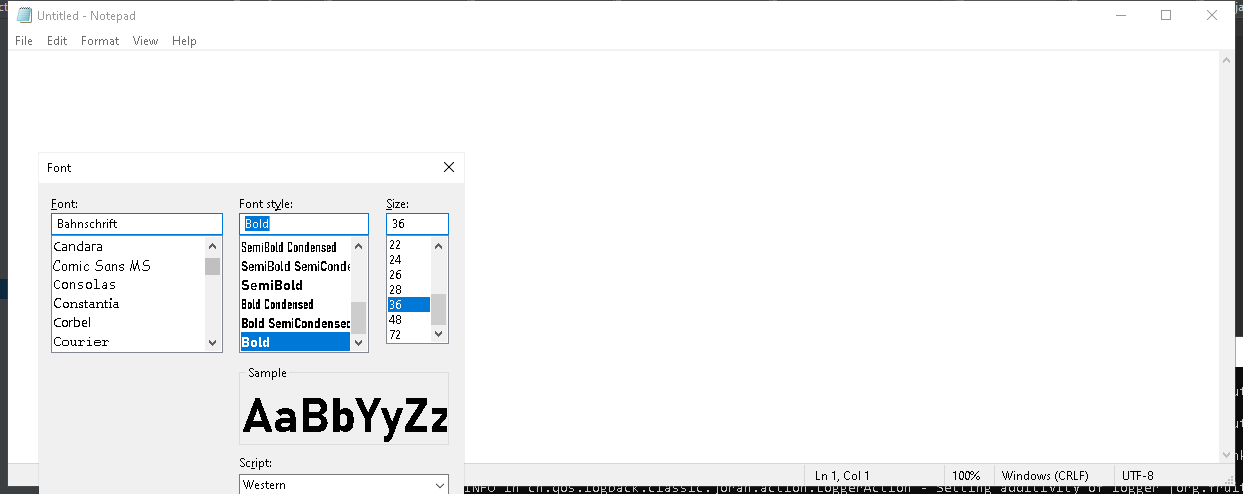 Untitled - Notepad
File Edit Format View Help
Font
Font: Font style: Size:
Bahnschrift Bold 36
Candara
Comic Sans MS
Consolas
Constantia
Corbel
Courier
SemiBold Condensed
SemiBold SemiConde
SemiBold
Bold Condensed
Bold SemiCondensed
Bold
22
24
26
28
36
48
72
Sample
AaBbYyZz
Script:
Western
Ln 1, Col 1 100% Windows (CRLF) UTF-8
INFO in ch.qos.logback.classic.joran.action.LoggerAction - Setting additivity of logger